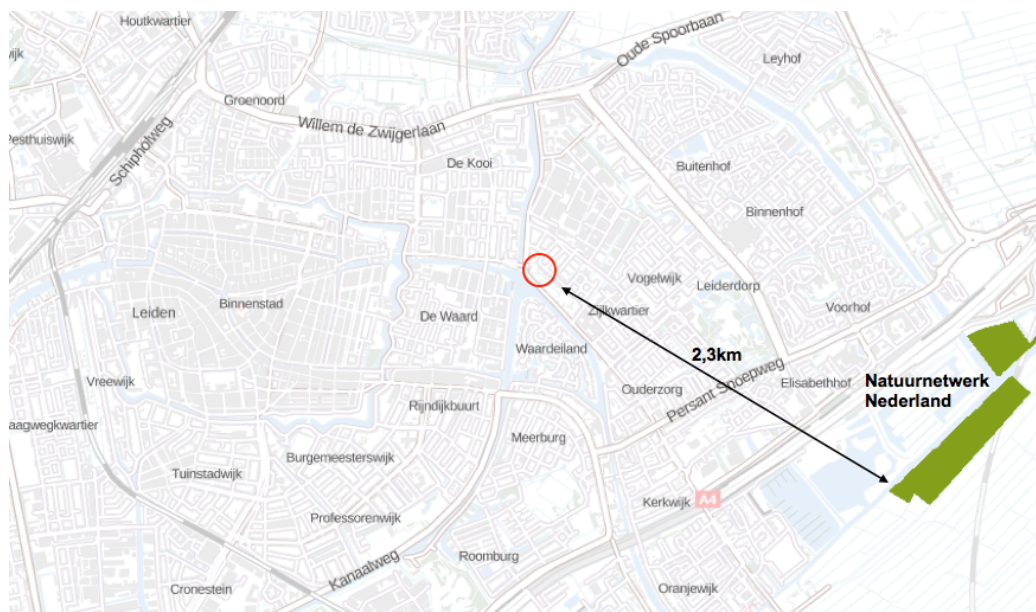 Houtkwartier
wijk
Oude Spoorbaan
Leyhof
Groenoord
Willem de Zwijgerlaan
Schipholweg
Pesthuiswijk
De Kooi
Buitenhof
Binnenhof
Vogelwijk
Leiderdorp
Binnenstad
Leiden
De Waard
Zijlkwartier
Voorhof
Waardeiland
2,3km
Vreewijk
Ouderzorg
Persant Snoepweg
Elisabethhof
Natuurnetwerk
Nederland
Rijndijkbuurt
aagwegkwartier
Meerburg
Burgemeesterswijk
Tuinstadwijk
Kerkwijk
A4
Professorenwijk
Roomburg
Kanaalweg
Cronestein
Oranjewijk